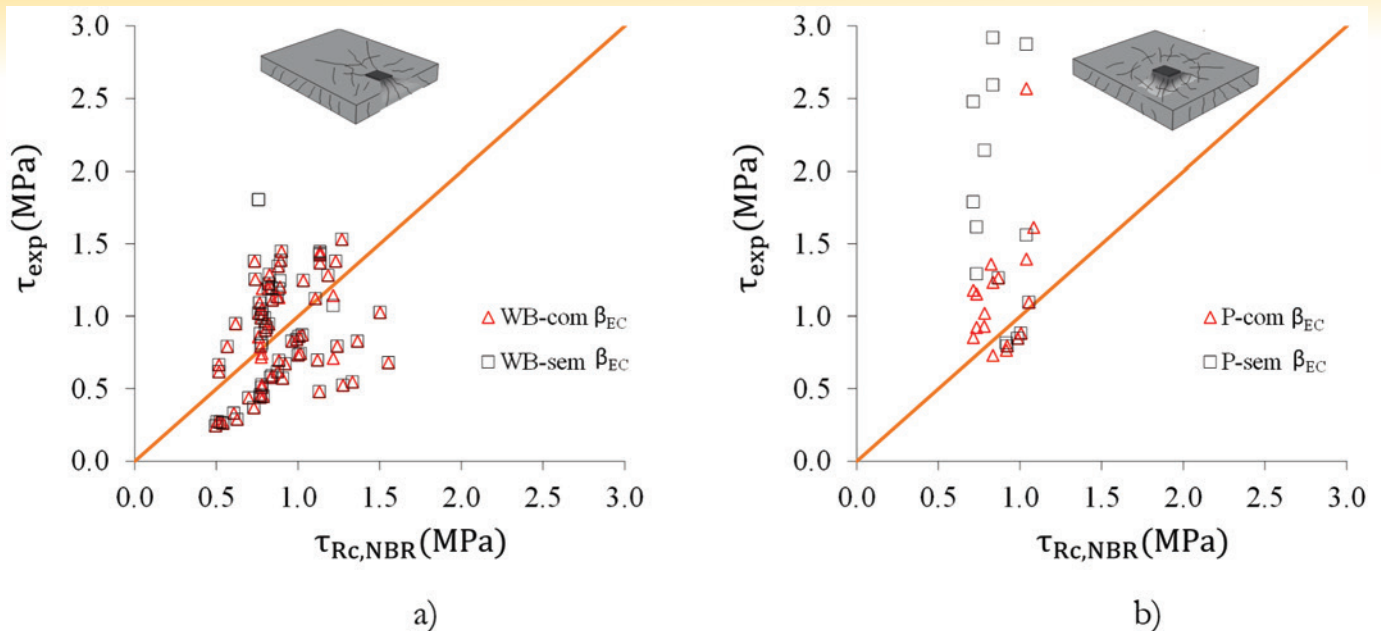 3.0
2.5
2.0
1.5
1.0
0.5
0.0
τexp(MPa)
WB-com βEC
WB-sem βEC
0.0 0.5 1.0 1.5 2.0 2.5 3.0
τRc,NBR(MPa)
a)
3.0
2.5
2.0
1.5
1.0
0.5
0.0
τexp(MPa)
P-com βEC
P-sem βEC
0.0 0.5 1.0 1.5 2.0 2.5 3.0
τRc,NBR(MPa)
b)